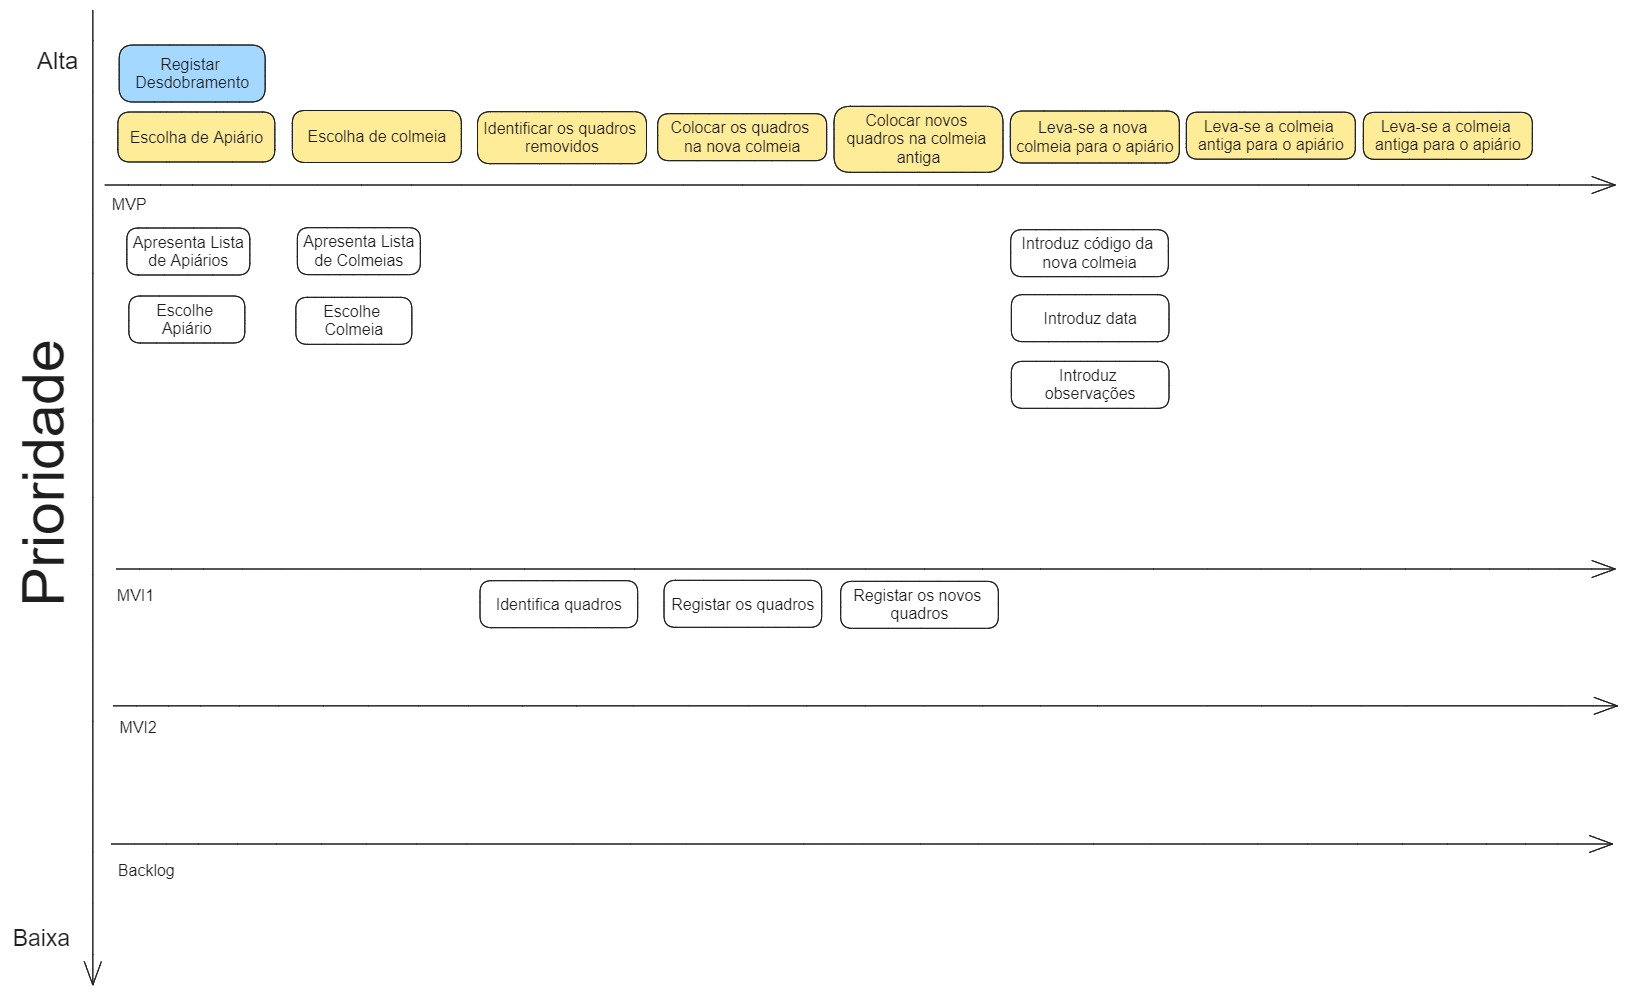 Alta
Registar
Desdobramento
Escolha de Apiário
Escolha de colmeia
Identificar os quadros
removidos
Colocar os quadros
na nova colmeia
Colocar novos
quadros na colmeia
antiga
Leva-se a nova
colmeia para o apiário
Leva-se a colmeia
antiga para o apiário
Leva-se a colmeia
antiga para o apiário
MVP
Apresenta Lista
de Apiários
Apresenta Lista
de Colmeias
Introduz código da
nova colmeia
Escolhe
Apiário
Escolhe
Colmeia
Introduz data
Introduz
observações
Prioridade
MVI1
Identifica quadros
Registar os quadros
Registar os novos
quadros
MVI2
Backlog
Baixa